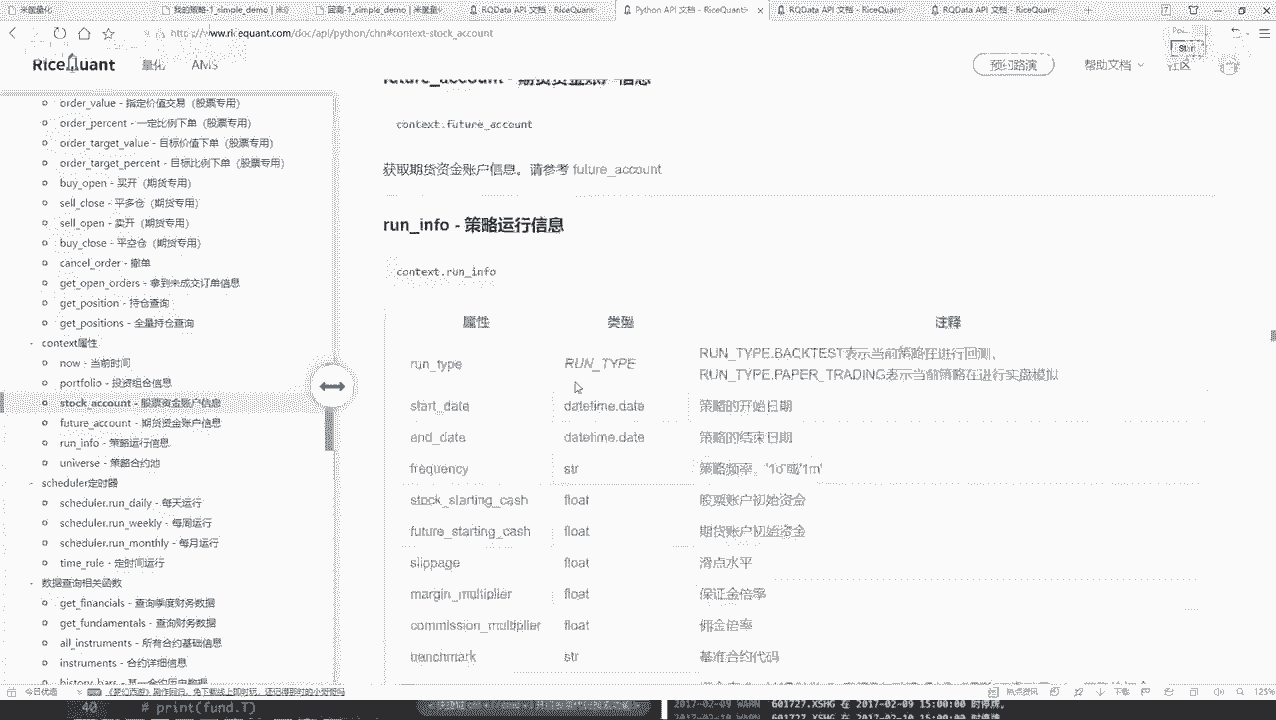 米筐量化
我的策略-1_simple_demo | 米
回测-1_simple_demo | 米筐量
RQData API 文档 - RiceQuant
Python API 文档 - RiceQuant
RQData API 文档 - RiceQuant
RQData API 文档 - RiceQuant
www.ricequant.com/doc/api/python/chn#context-stock_account
RiceQuant
量化
AMS
预约路演
帮助文档
社区
order_value - 指定价值交易（股票专用）
order_percent - 一定比例下单（股票专用）
order_target_value - 目标价值下单（股票专用）
order_target_percent - 目标比例下单（股票专用）
buy_open - 买开（期货专用）
sell_close - 平多仓（期货专用）
sell_open - 卖开（期货专用）
buy_close - 平空仓（期货专用）
cancel_order - 撤单
get_open_orders - 拿到未成交订单信息
get_position - 持仓查询
get_positions - 全量持仓查询
context属性
now - 当前时间
portfolio - 投资组合信息
stock_account - 股票资金账户信息
future_account - 期货资金账户信息
run_info - 策略运行信息
universe - 策略合约池
scheduler定时器
scheduler.run_daily - 每天运行
scheduler.run_weekly - 每周运行
scheduler.run_monthly - 每月运行
time_rule - 定时间运行
数据查询相关函数
get_financials - 查询季度财务数据
get_fundamentals - 查询财务数据
all_instruments - 所有合约基础信息
instruments - 合约详细信息
history_bars - 某一合约历史数据
future_account - 期货资金账户信息
context.future_account
获取期货资金账户信息。请参考 future_account
run_info - 策略运行信息
context.run_info
属性 类型 注释
run_type RUN_TYPE RUN_TYPE.BACKTEST表示当前策略在进行回测，
RUN_TYPE.PAPER_TRADING表示当前策略在进行实盘模拟
start_date datetime.date 策略的开始日期
end_date datetime.date 策略的结束日期
frequency str 策略频率，'1d'或'1m'
stock_starting_cash float 股票账户初始资金
future_starting_cash float 期货账户初始资金
slippage float 滑点水平
margin_multiplier float 保证金倍率
commission_multiplier float 佣金倍率
benchmark str 基准合约代码
今日优选
热点资讯
下载
125%
40 # print(fund.T)
2017-02-09 WARN 601727.XSHG 在 2017-02-09 15:00:00 时停牌。
2017-02-10 WARN 601727.XSHG 在 2017-02-10 15:00:00 时停牌。